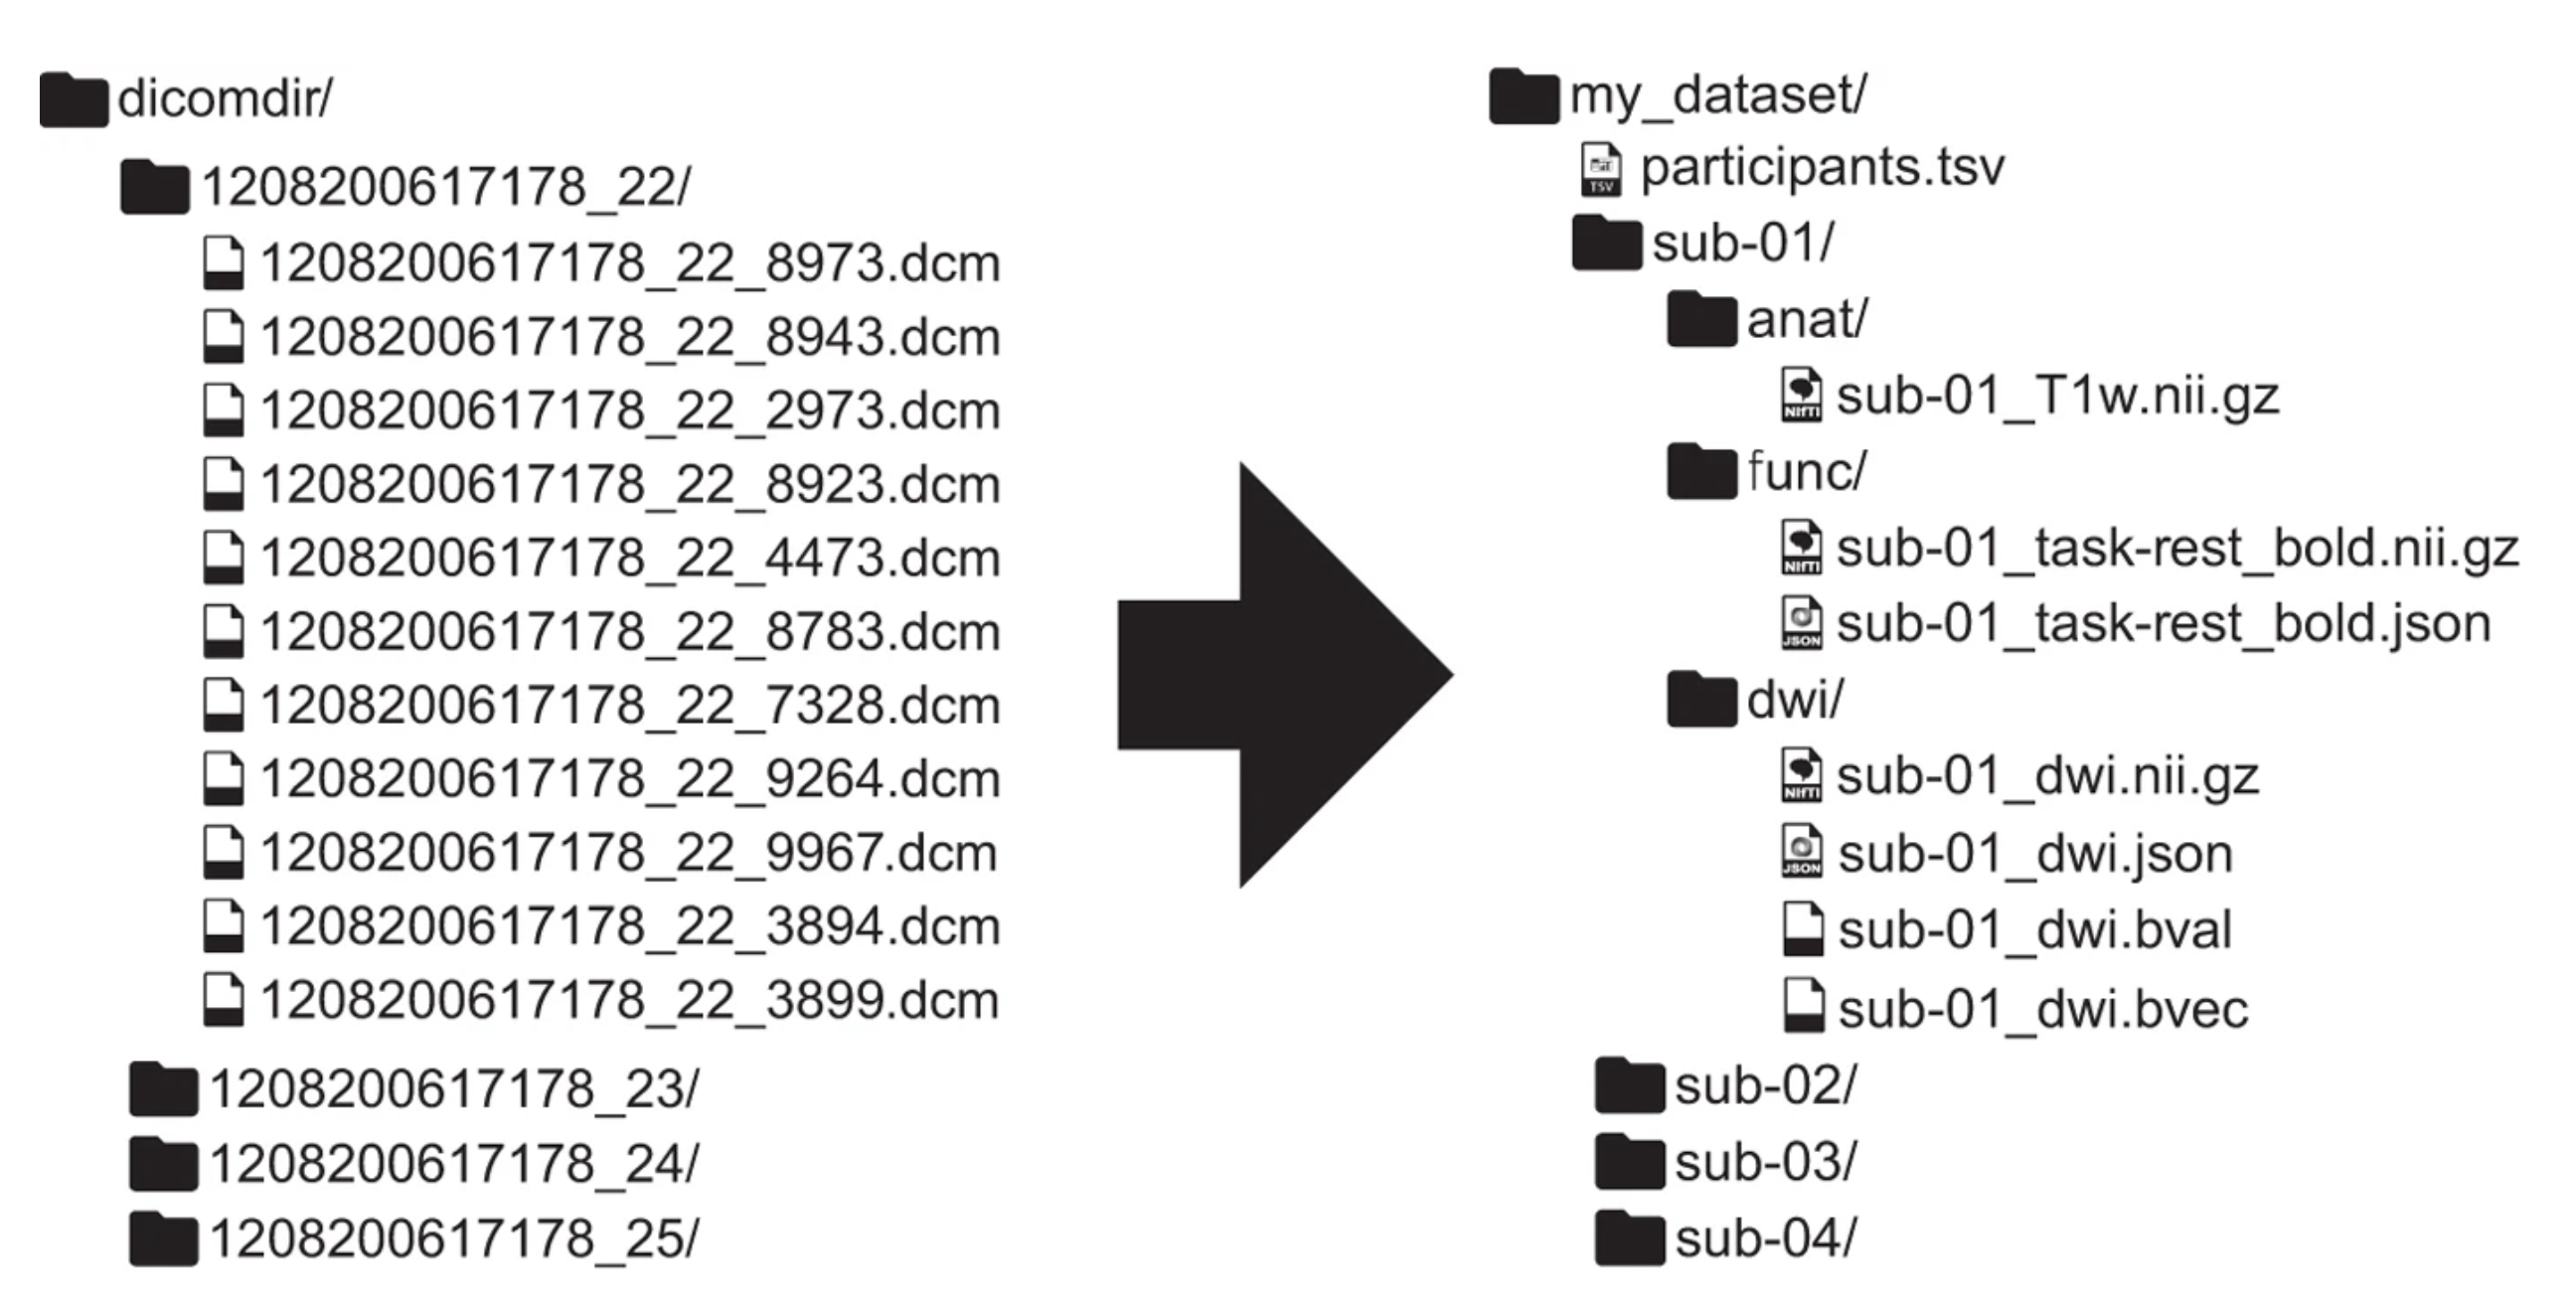 dicomdir/
1208200617178_22/
1208200617178_22_8973.dcm
1208200617178_22_8943.dcm
1208200617178_22_2973.dcm
1208200617178_22_8923.dcm
1208200617178_22_4473.dcm
1208200617178_22_8783.dcm
1208200617178_22_7328.dcm
1208200617178_22_9264.dcm
1208200617178_22_9967.dcm
1208200617178_22_3894.dcm
1208200617178_22_3899.dcm
1208200617178_23/
1208200617178_24/
1208200617178_25/
my_dataset/
TSV participants.tsv
sub-01/
anat/
NIfTI sub-01_T1w.nii.gz
func/
NIfTI sub-01_task-rest_bold.nii.gz
JSON sub-01_task-rest_bold.json
dwi/
NIfTI sub-01_dwi.nii.gz
JSON sub-01_dwi.json
sub-01_dwi.bval
sub-01_dwi.bvec
sub-02/
sub-03/
sub-04/